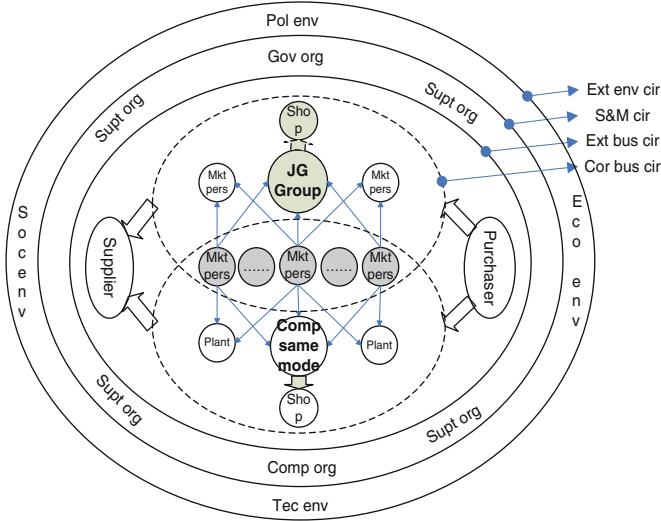 Pol env
Gov org
Supt org
Supt org
Ext env cir
S&M cir
Ext bus cir
Cor bus cir
Sho
p
JG
Group
Mkt
pers
Mkt
pers
Soc env
Supplier
Mkt
pers
......
Mkt
pers
......
Mkt
pers
Purchaser
Eco env
Plant
Comp
same
mode
Plant
Sho
p
Supt org
Supt org
Comp org
Tec env